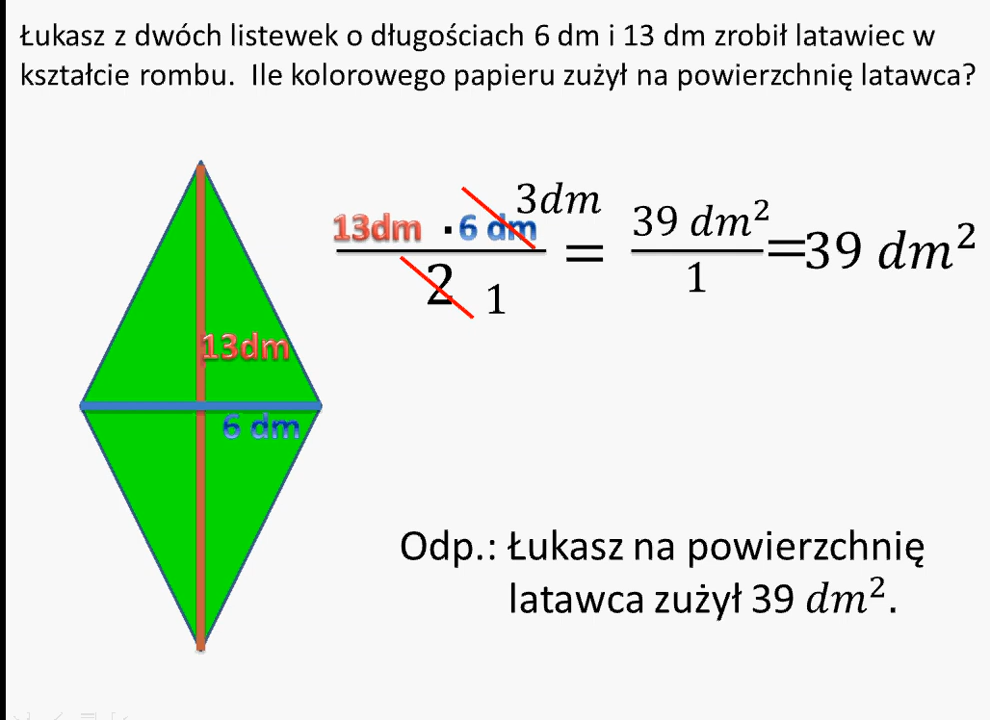 Łukasz z dwóch listewek o długościach 6 dm i 13 dm zrobił latawiec w
kształcie rombu. Ile kolorowego papieru zużył na powierzchnię latawca?
3dm
13dm · 6 dm
2 1
=
39 dm²
1
=39 dm²
13dm
6 dm
Odp.: Łukasz na powierzchnię
latawca zużył 39 dm².